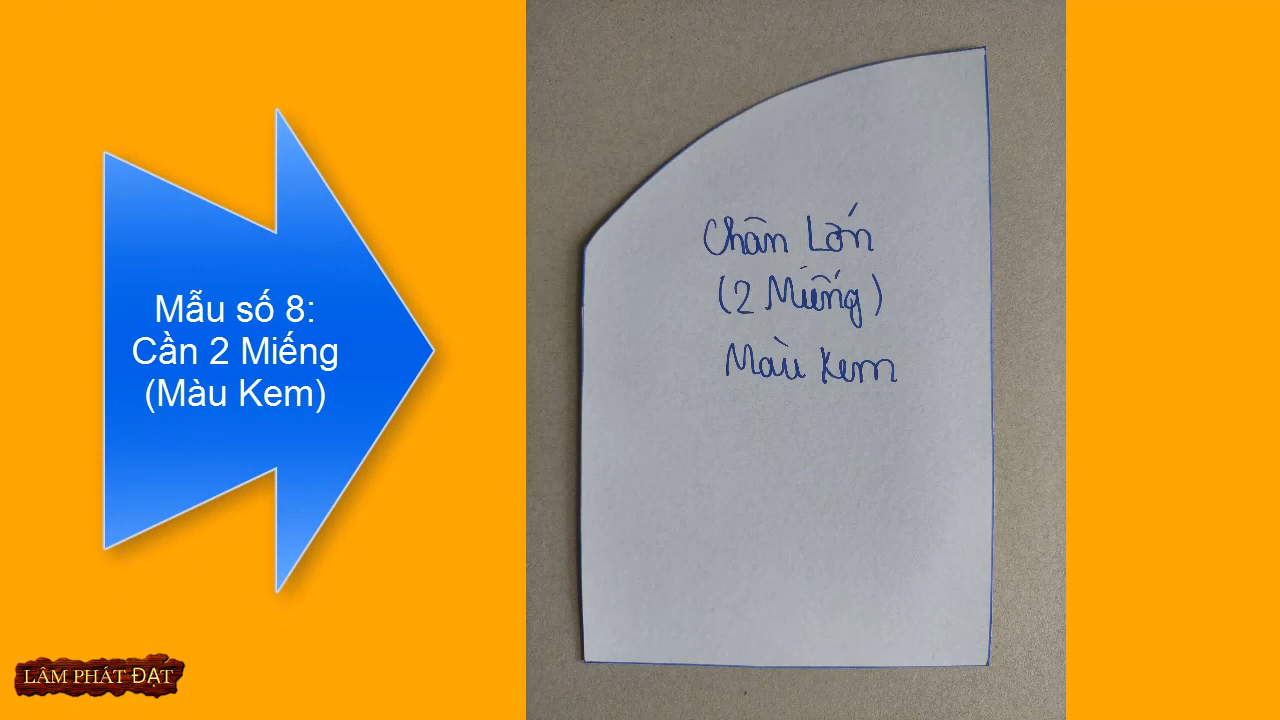 Mẫu số 8:
Cần 2 Miếng
(Màu Kem)
Chân Lớn
(2 Miếng)
Màu Kem
LÂM PHÁT ĐẠT